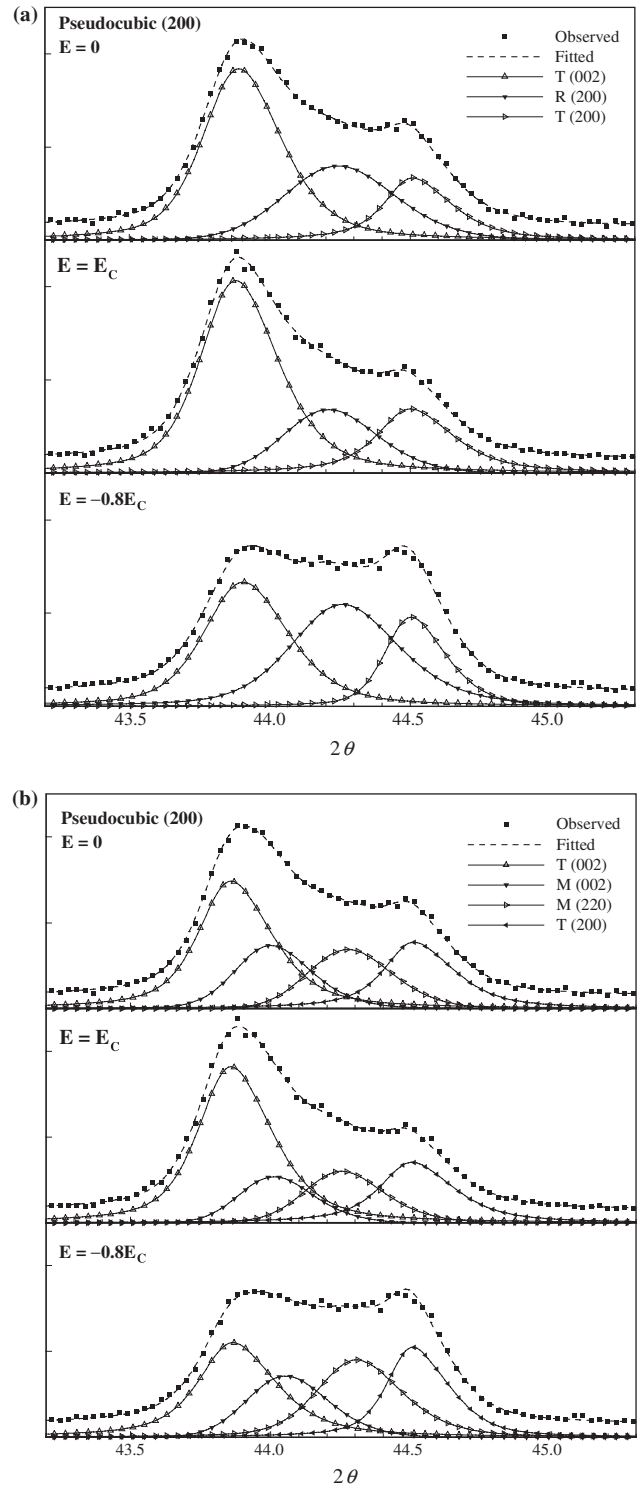 (a)
Pseudocubic (200)
E = 0
Observed
Fitted
T (002)
R (200)
T (200)
E = E_C
E = −0.8E_C
43.5 44.0 44.5 45.0
2θ
(b)
Pseudocubic (200)
E = 0
Observed
Fitted
T (002)
M (002)
M (220)
T (200)
E = E_C
E = −0.8E_C
43.5 44.0 44.5 45.0
2θ